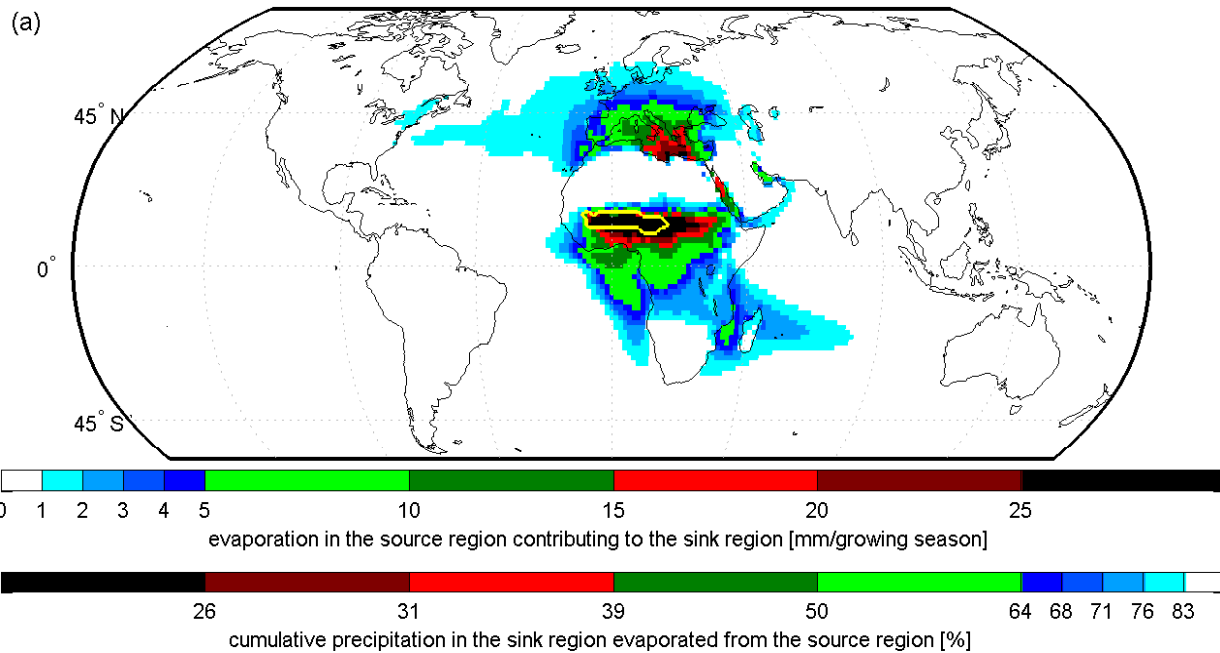 (a)
45° N
0°
45° S
0 1 2 3 4 5 10 15 20 25
evaporation in the source region contributing to the sink region [mm/growing season]
26 31 39 50 64 68 71 76 83
cumulative precipitation in the sink region evaporated from the source region [%]